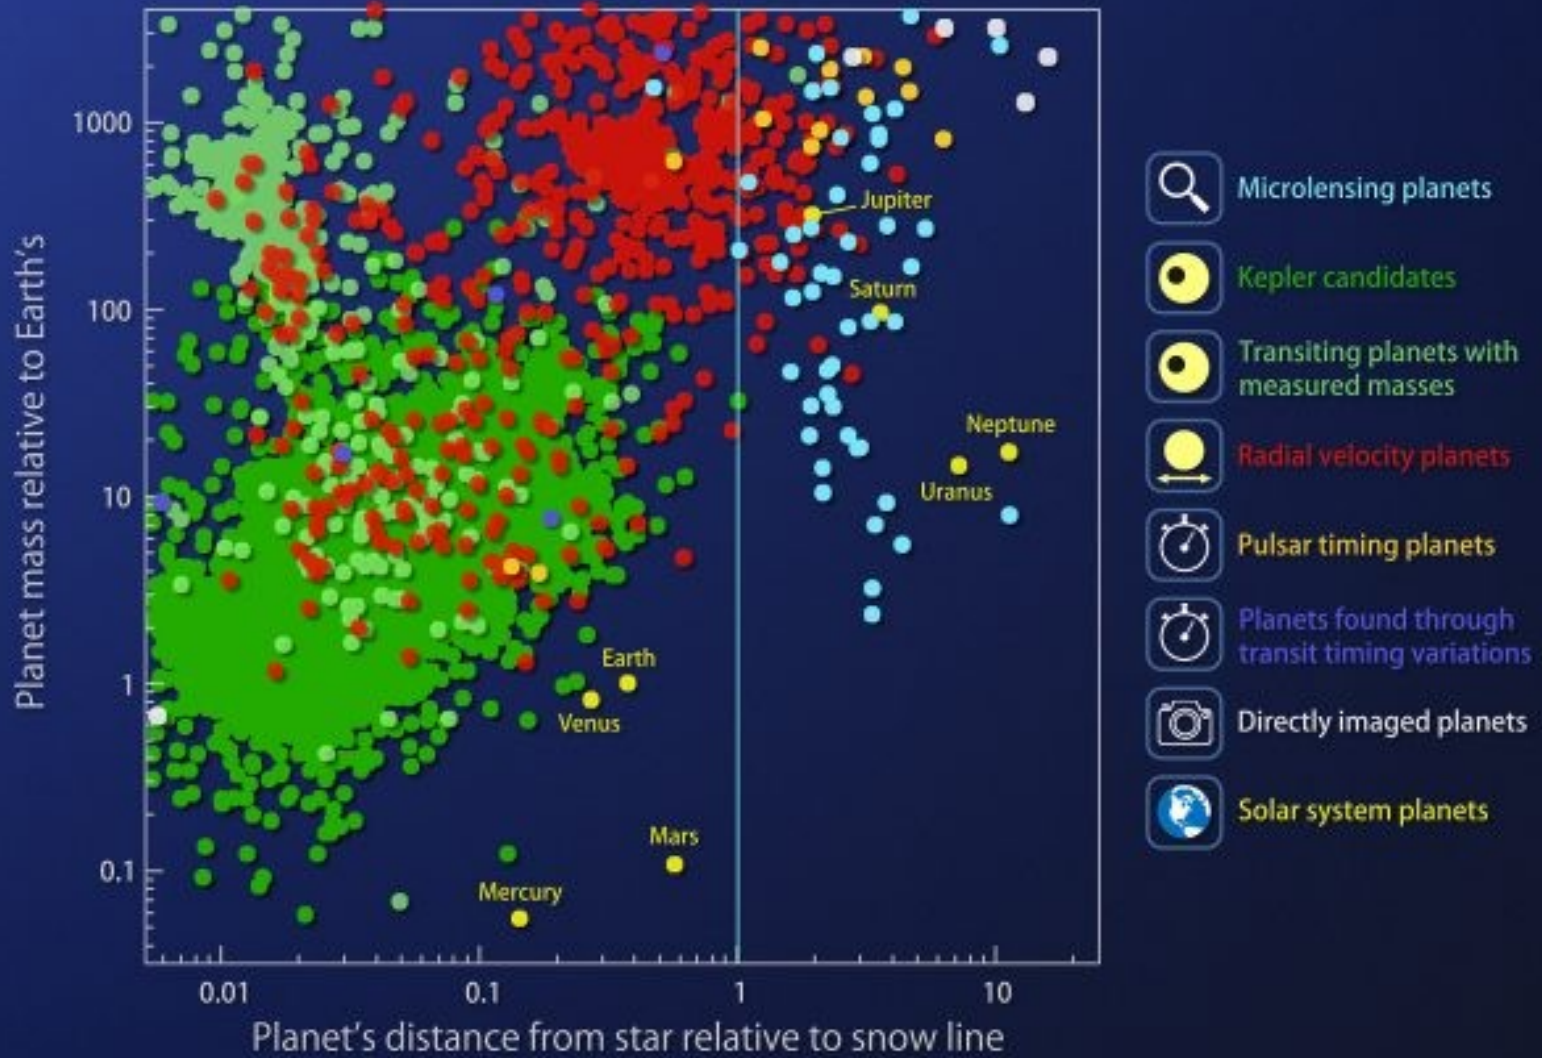 Planet mass relative to Earth's
1000
100
10
1
0.1
Jupiter
Saturn
Neptune
Uranus
Earth
Venus
Mars
Mercury
0.01
0.1
1
10
Planet's distance from star relative to snow line
Microlensing planets
Kepler candidates
Transiting planets with
measured masses
Radial velocity planets
Pulsar timing planets
Planets found through
transit timing variations
Directly imaged planets
Solar system planets